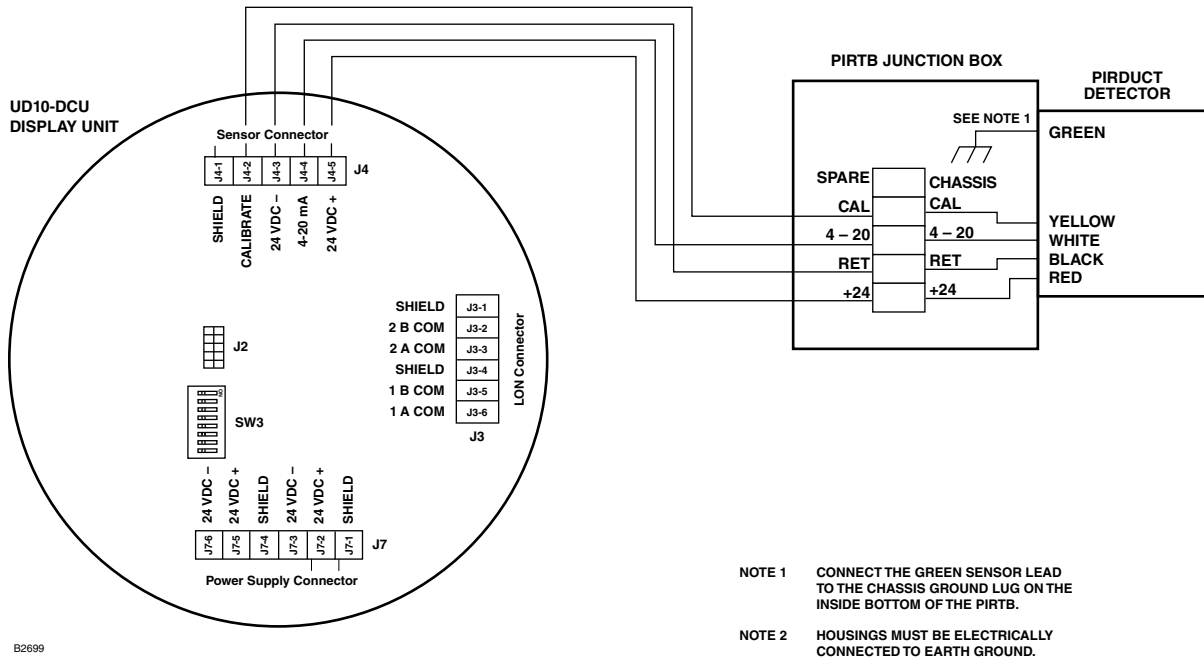 UD10-DCU
DISPLAY UNIT
Sensor Connector
J4-1
J4-2
J4-3
J4-4
J4-5
J4
SHIELD
CALIBRATE
24 VDC –
4-20 mA
24 VDC +
J2
ON
SW3
SHIELD
2 B COM
2 A COM
SHIELD
1 B COM
1 A COM
J3-1
J3-2
J3-3
J3-4
J3-5
J3-6
LON Connector
J3
24 VDC –
24 VDC +
SHIELD
24 VDC –
24 VDC +
SHIELD
J7-6
J7-5
J7-4
J7-3
J7-2
J7-1
J7
Power Supply Connector
PIRTB JUNCTION BOX
SPARE
CAL
4 – 20
RET
+24
SEE NOTE 1
CHASSIS
CAL
4 – 20
RET
+24
PIRDUCT
DETECTOR
GREEN
YELLOW
WHITE
BLACK
RED
NOTE 1 CONNECT THE GREEN SENSOR LEAD
TO THE CHASSIS GROUND LUG ON THE
INSIDE BOTTOM OF THE PIRTB.
NOTE 2 HOUSINGS MUST BE ELECTRICALLY
CONNECTED TO EARTH GROUND.
B2699